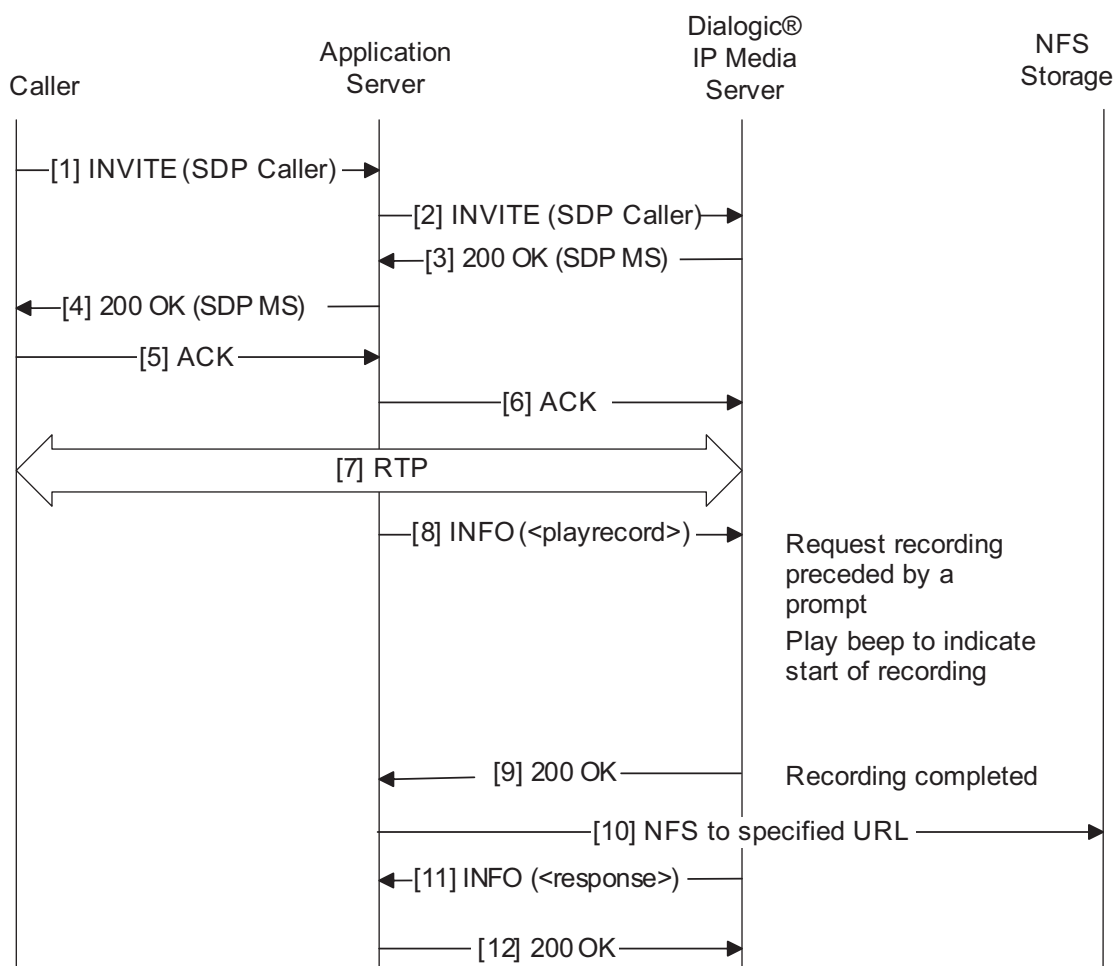 Caller
Application
Server
Dialogic®
IP Media
Server
NFS
Storage
[1] INVITE (SDP Caller)
[2] INVITE (SDP Caller)
[3] 200 OK (SDP MS)
[4] 200 OK (SDP MS)
[5] ACK
[6] ACK
[7] RTP
[8] INFO (<playrecord>)
Request recording
preceded by a
prompt
Play beep to indicate
start of recording
[9] 200 OK
Recording completed
[10] NFS to specified URL
[11] INFO (<response>)
[12] 200 OK